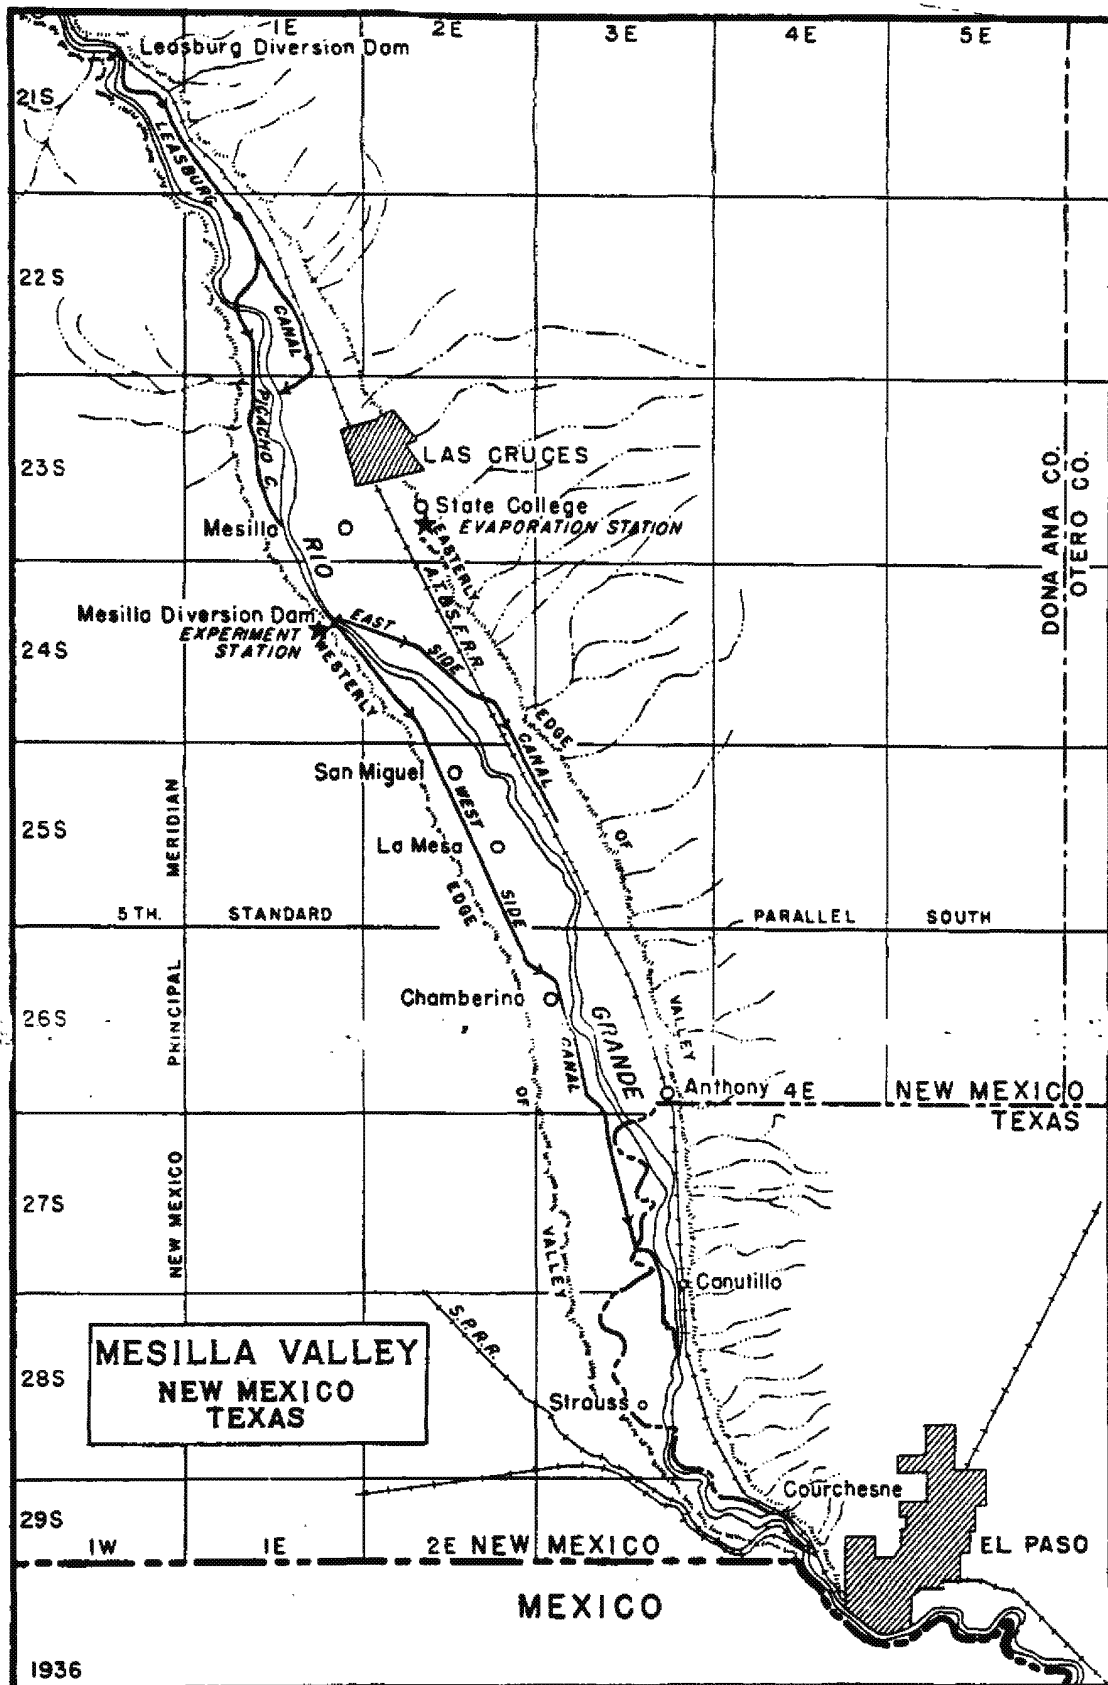 1E 2E 3E 4E 5E
Leasburg Diversion Dam
21S
LEASBURG
22S
CANAL
PICACHO C.
LAS CRUCES
23S
State College
EVAPORATION STATION
Mesilla
RIO
EASTERLY
A.T. & S.F. R.R.
DONA ANA CO.
OTERO CO.
Mesilla Diversion Dam
EXPERIMENT
STATION
EAST
SIDE
CANAL
24S
WESTERLY
EDGE
San Miguel
WEST
25S
La Mesa
OF
SIDE
EDGE
5 TH. STANDARD PARALLEL SOUTH
MERIDIAN
PRINCIPAL
NEW MEXICO
Chamberino
26S
GRANDE
VALLEY
CANAL
OF
Anthony 4E NEW MEXICO
TEXAS
27S
VALLEY
Canutillo
S.P.R.R.
MESILLA VALLEY
NEW MEXICO
TEXAS
28S
Strauss
Courchesne
29S
1W 1E 2E NEW MEXICO
EL PASO
MEXICO
1936